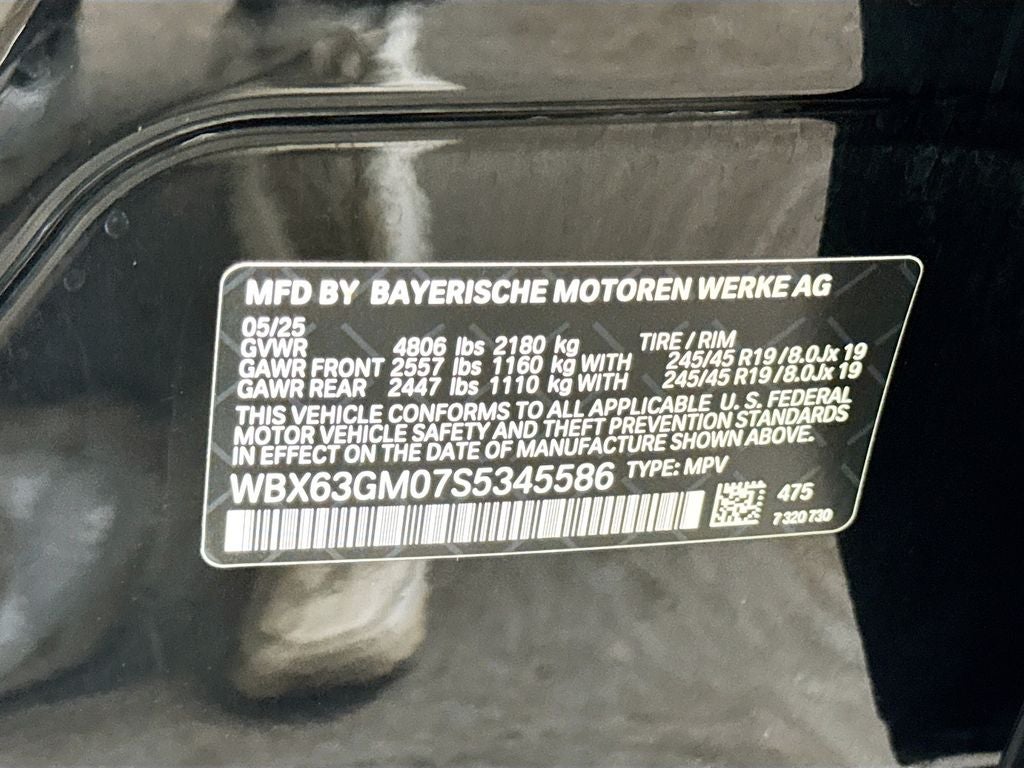 MFD BY BAYERISCHE MOTOREN WERKE AG
05/25
GVWR 4806 lbs 2180 kg TIRE / RIM
GAWR FRONT 2557 lbs 1160 kg WITH 245/45 R19 / 8.0Jx 19
GAWR REAR 2447 lbs 1110 kg WITH 245/45 R19 / 8.0Jx 19
THIS VEHICLE CONFORMS TO ALL APPLICABLE U. S. FEDERAL
MOTOR VEHICLE SAFETY AND THEFT PREVENTION STANDARDS
IN EFFECT ON THE DATE OF MANUFACTURE SHOWN ABOVE.
WBX63GM07S5345586 TYPE: MPV
475
7 320 730